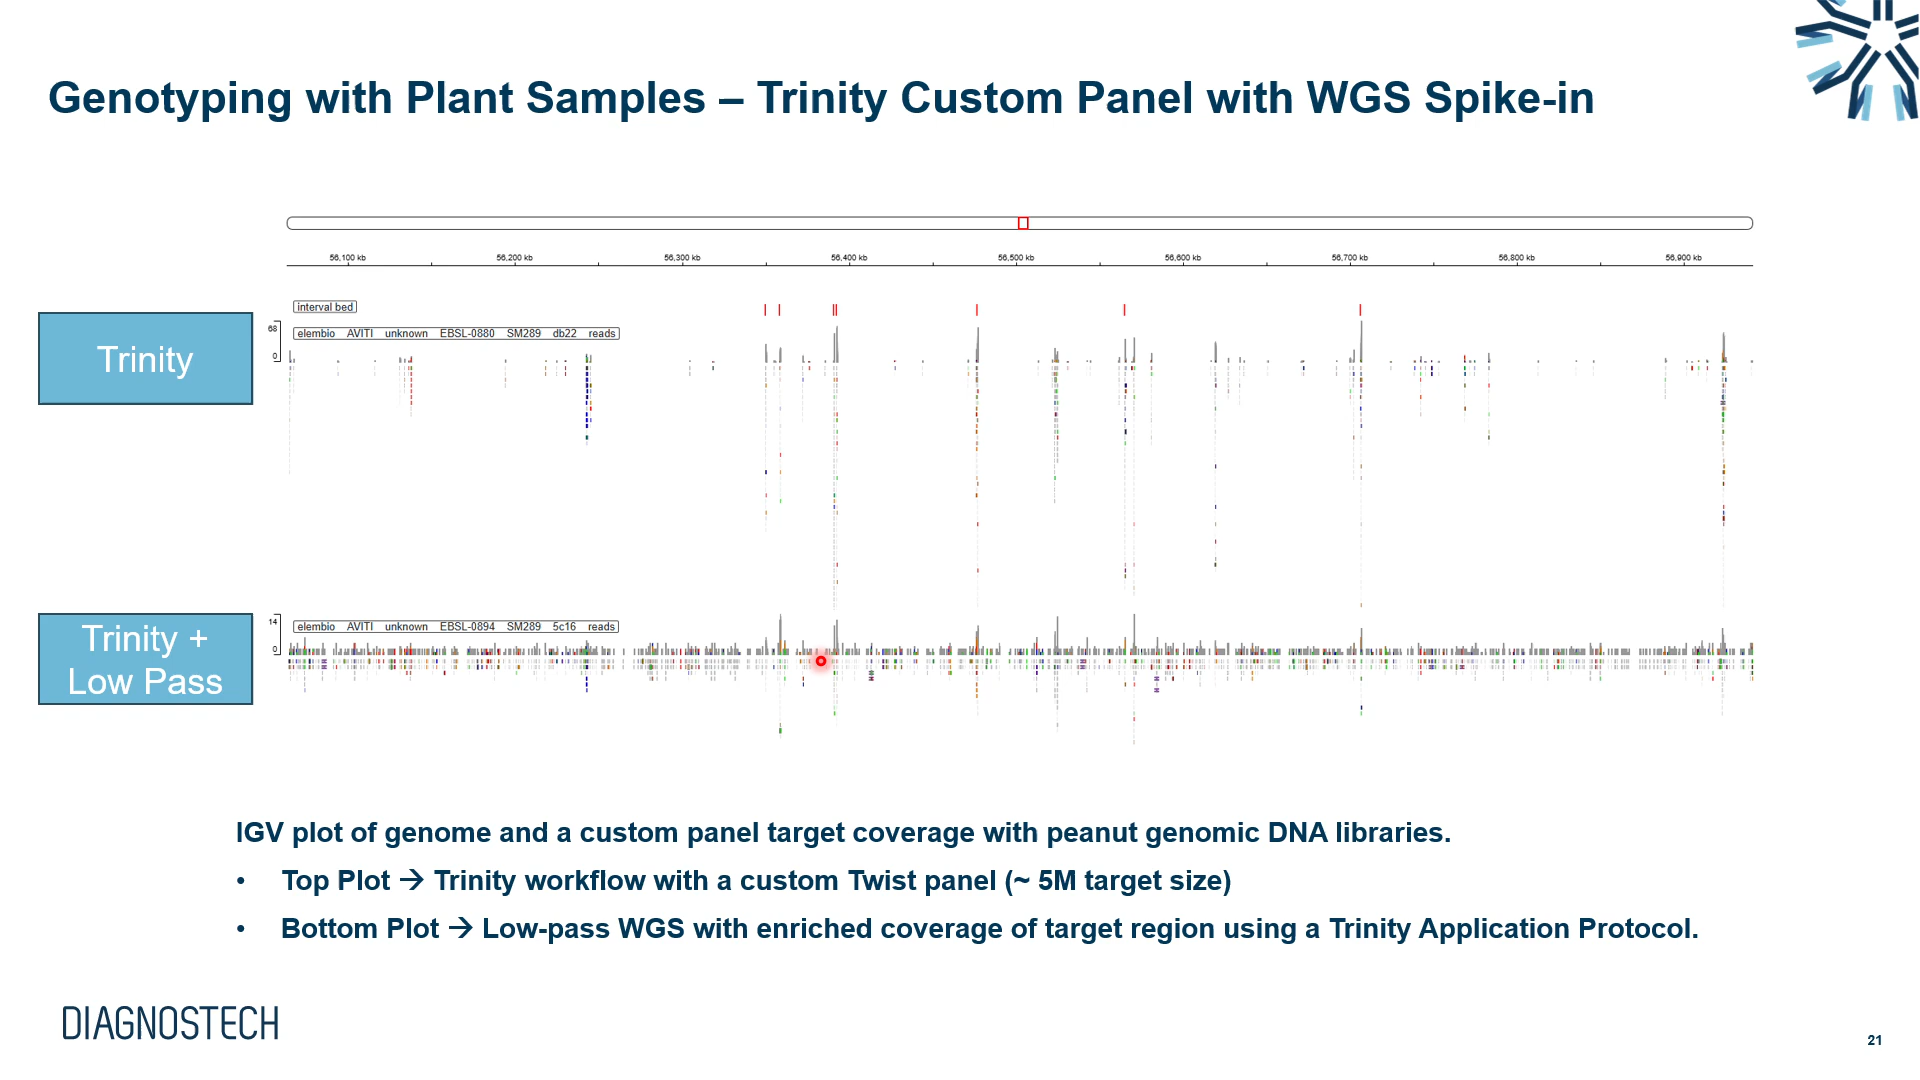 Genotyping with Plant Samples – Trinity Custom Panel with WGS Spike-in
56,100 kb 56,200 kb 56,300 kb 56,400 kb 56,500 kb 56,600 kb 56,700 kb 56,800 kb 56,900 kb
interval bed
68
elembio AVITI unknown EBSL-0880 SM289 db22 reads
0
Trinity
14
elembio AVITI unknown EBSL-0894 SM289 5c16 reads
0
Trinity +
Low Pass
IGV plot of genome and a custom panel target coverage with peanut genomic DNA libraries.
• Top Plot → Trinity workflow with a custom Twist panel (~ 5M target size)
• Bottom Plot → Low-pass WGS with enriched coverage of target region using a Trinity Application Protocol.
DIAGNOSTECH
21